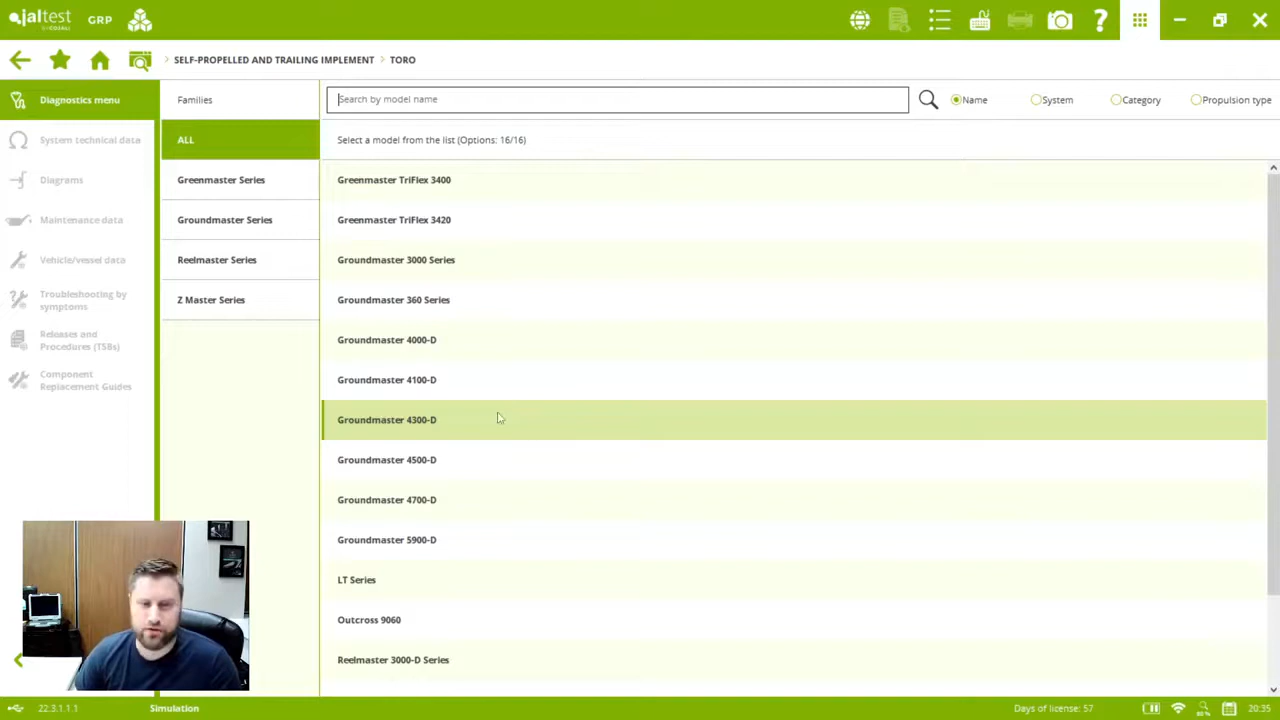 jaltest GRP
BY COJALI
SELF-PROPELLED AND TRAILING IMPLEMENT > TORO
Diagnostics menu
System technical data
Diagrams
Maintenance data
Vehicle/vessel data
Troubleshooting by
symptoms
Releases and
Procedures (TSBs)
Component
Replacement Guides
Families
ALL
Greenmaster Series
Groundmaster Series
Reelmaster Series
Z Master Series
Search by model name
Name System Category Propulsion type
Select a model from the list (Options: 16/16)
Greenmaster TriFlex 3400
Greenmaster TriFlex 3420
Groundmaster 3000 Series
Groundmaster 360 Series
Groundmaster 4000-D
Groundmaster 4100-D
Groundmaster 4300-D
Groundmaster 4500-D
Groundmaster 4700-D
Groundmaster 5900-D
LT Series
Outcross 9060
Reelmaster 3000-D Series
22.3.1.1.1 Simulation Days of license: 57 20:35